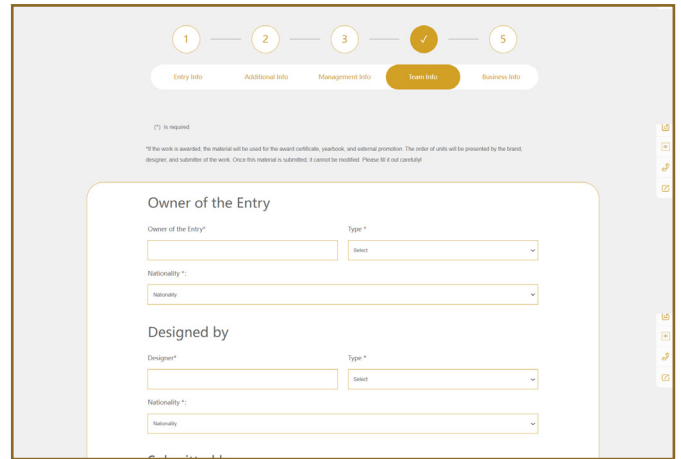 1
2
3
5
Entry Info
Additional Info
Management Info
Team Info
Business Info
(*) Is required
*If the work is awarded, the material will be used for the award certificate, yearbook, and external promotion. The order of units will be presented by the brand,
designer, and submitter of the work. Once this material is submitted, it cannot be modified. Please fill it out carefully!
Owner of the Entry
Owner of the Entry*
Type *
Select
Nationality *:
Nationality
Designed by
Designer*
Type *
Select
Nationality *:
Nationality